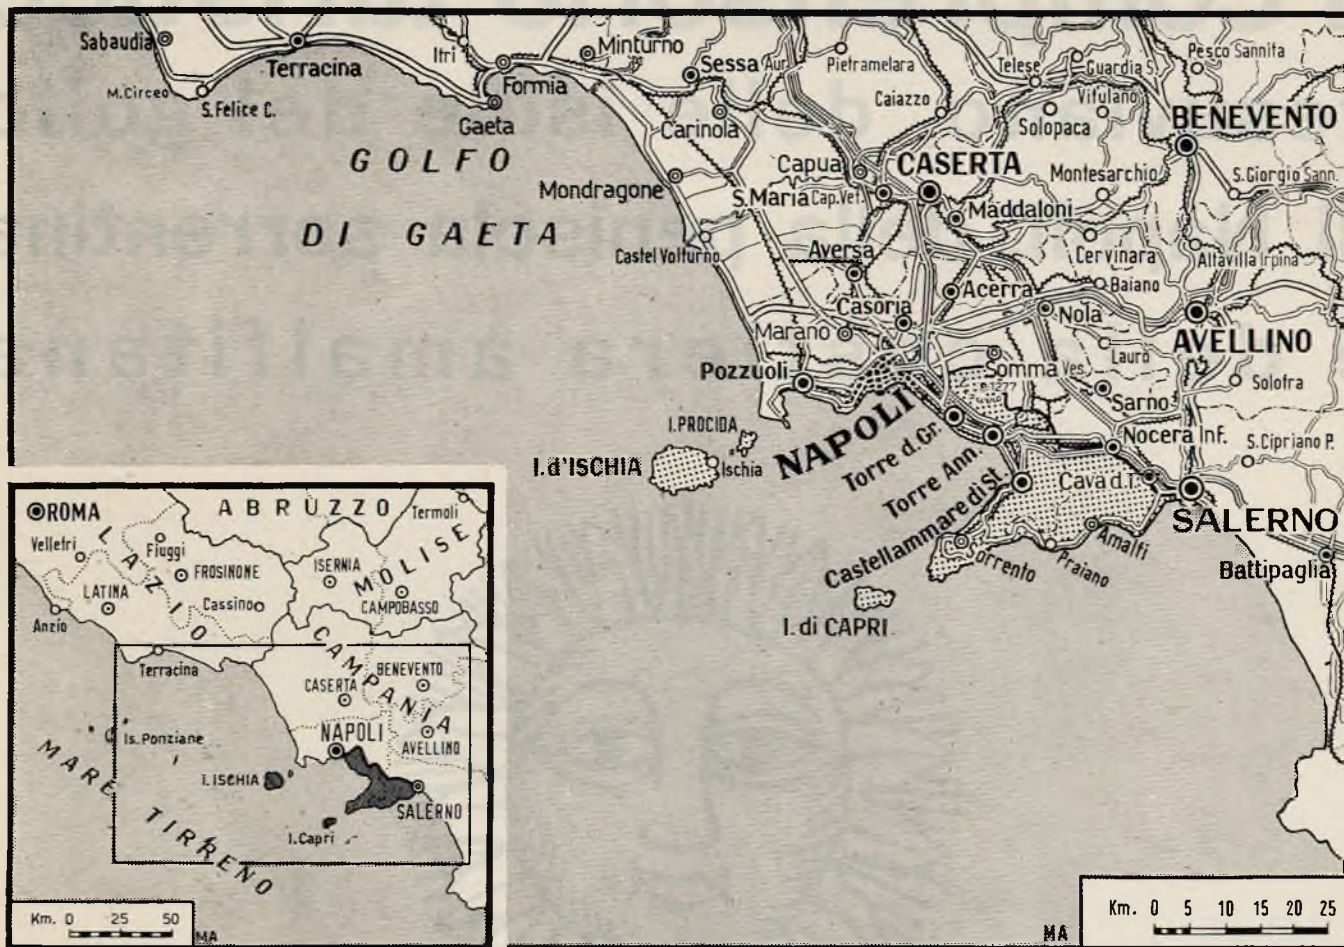 Sabaudia
Terracina
M. Circeo
S. Felice C.
Itri
Formia
Gaeta
Minturno
Sessa Aur.
Carinola
Pietramelara
Caiazzo
Telese
Guardia S.
Pesco Sannita
Solopaca
Vitulano
BENEVENTO
GOLFO
DI GAETA
Mondragone
Capua
CASERTA
S. Maria Cap. Vet.
Maddaloni
Montesarchio
S. Giorgio Sann.
Castel Volturno
Aversa
Cervinara
Altavilla Irpina
Acerra
Baiano
Casoria
Marano
Nola
AVELLINO
Lauro
Pozzuoli
Somma Ves.
1277
Solofra
Sarno
I. PROCIDA
NAPOLI
Torre d. Gr.
Nocera Inf.
S. Cipriano P.
I. d'ISCHIA
Ischia
Torre Ann.
Cava d. T.
Castellammare di St.
SALERNO
Amalfi
Praiano
Sorrento
Battipaglia
I. di CAPRI
Km. 0 5 10 15 20 25
MA
ROMA
ABRUZZO
Termoli
Velletri
LAZIO
Fiuggi
FROSINONE
ISERNIA
MOLISE
LATINA
Cassino
CAMPOBASSO
Anzio
Terracina
CAMPANIA
BENEVENTO
CASERTA
Is. Ponziane
NAPOLI
AVELLINO
I. ISCHIA
SALERNO
I. Capri
MARE TIRRENO
Km. 0 25 50
MA